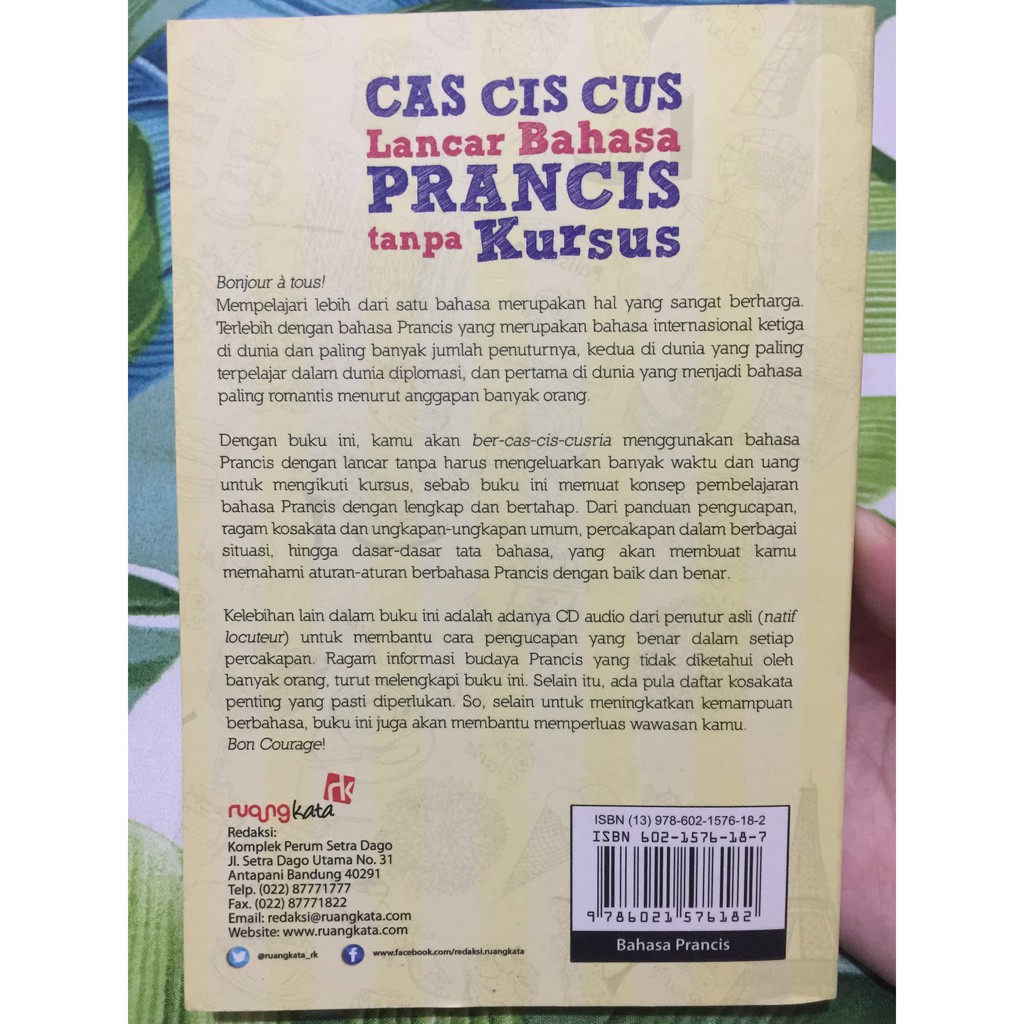 CAS CIS CUS
Lancar Bahasa
PRANCIS
tanpa Kursus
Bonjour à tous!
Mempelajari lebih dari satu bahasa merupakan hal yang sangat berharga.
Terlebih dengan bahasa Prancis yang merupakan bahasa internasional ketiga
di dunia dan paling banyak jumlah penuturnya, kedua di dunia yang paling
terpelajar dalam dunia diplomasi, dan pertama di dunia yang menjadi bahasa
paling romantis menurut anggapan banyak orang.
Dengan buku ini, kamu akan ber-cas-cis-cusria menggunakan bahasa
Prancis dengan lancar tanpa harus mengeluarkan banyak waktu dan uang
untuk mengikuti kursus, sebab buku ini memuat konsep pembelajaran
bahasa Prancis dengan lengkap dan bertahap. Dari panduan pengucapan,
ragam kosakata dan ungkapan-ungkapan umum, percakapan dalam berbagai
situasi, hingga dasar-dasar tata bahasa, yang akan membuat kamu
memahami aturan-aturan berbahasa Prancis dengan baik dan benar.
Kelebihan lain dalam buku ini adalah adanya CD audio dari penutur asli (natif
locuteur) untuk membantu cara pengucapan yang benar dalam setiap
percakapan. Ragam informasi budaya Prancis yang tidak diketahui oleh
banyak orang, turut melengkapi buku ini. Selain itu, ada pula daftar kosakata
penting yang pasti diperlukan. So, selain untuk meningkatkan kemampuan
berbahasa, buku ini juga akan membantu memperluas wawasan kamu.
Bon Courage!
rk
ruangkata
Redaksi:
Komplek Perum Setra Dago
Jl. Setra Dago Utama No. 31
Antapani Bandung 40291
Telp. (022) 87771777
Fax. (022) 87771822
Email: redaksi@ruangkata.com
Website: www.ruangkata.com
@ruangkata_rk
f www.facebook.com/redaksi.ruangkata
ISBN (13) 978-602-1576-18-2
ISBN 602-1576-18-7
9 786021 576182
Bahasa Prancis